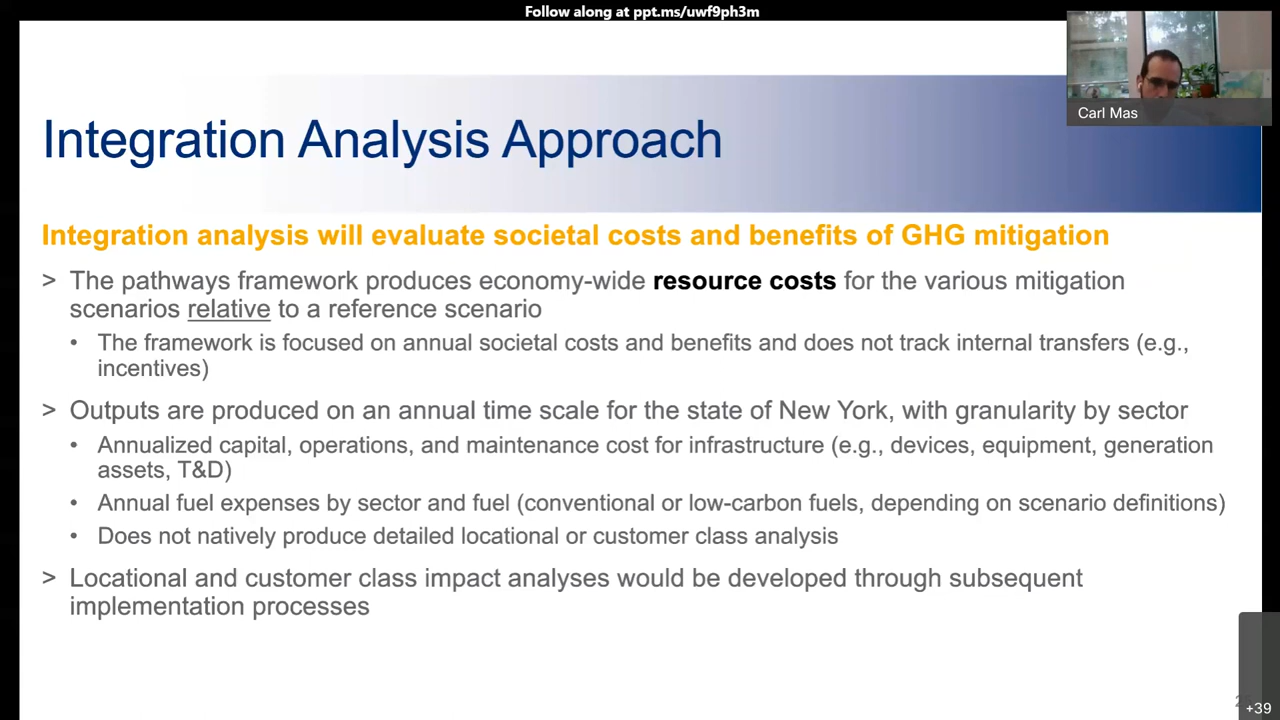 Follow along at ppt.ms/uwf9ph3m
Carl Mas
Integration Analysis Approach
Integration analysis will evaluate societal costs and benefits of GHG mitigation
> The pathways framework produces economy-wide resource costs for the various mitigation
scenarios relative to a reference scenario
• The framework is focused on annual societal costs and benefits and does not track internal transfers (e.g.,
incentives)
> Outputs are produced on an annual time scale for the state of New York, with granularity by sector
• Annualized capital, operations, and maintenance cost for infrastructure (e.g., devices, equipment, generation
assets, T&D)
• Annual fuel expenses by sector and fuel (conventional or low-carbon fuels, depending on scenario definitions)
• Does not natively produce detailed locational or customer class analysis
> Locational and customer class impact analyses would be developed through subsequent
implementation processes
+39